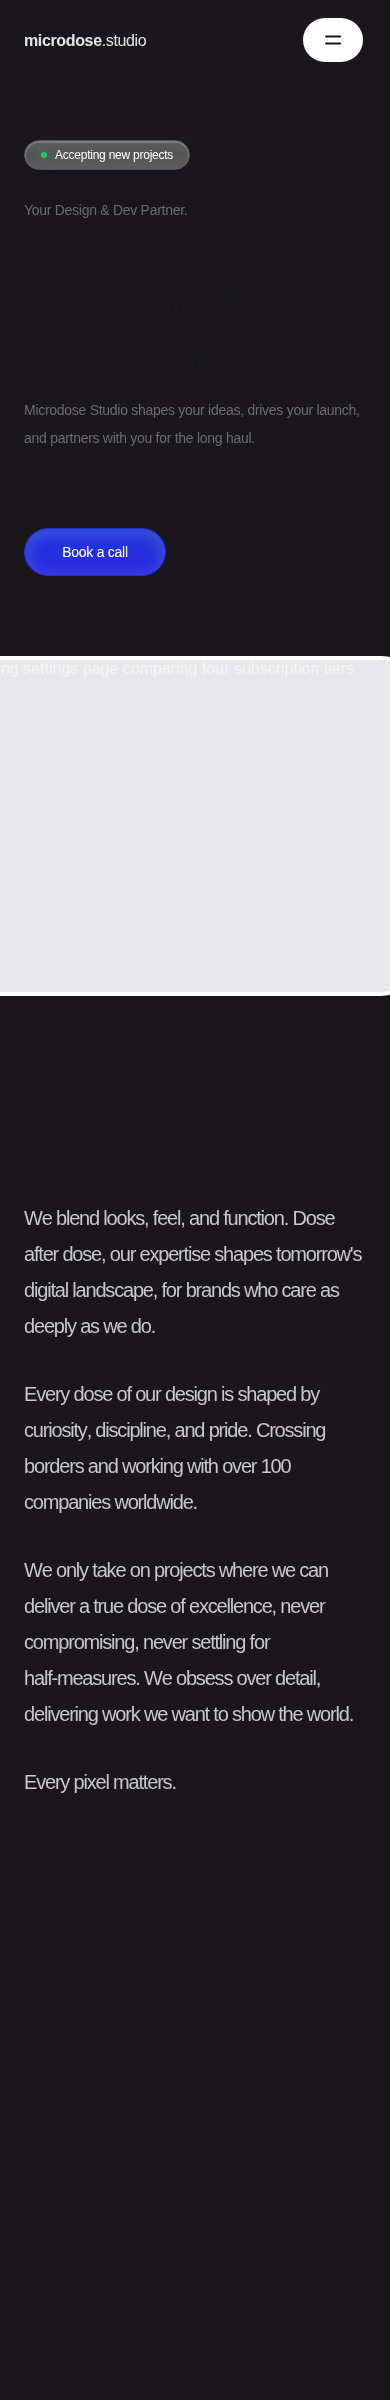 microdose.studio
Accepting new projects
Your Design & Dev Partner.
Microdose Studio shapes your ideas, drives your launch,
and partners with you for the long haul.
Book a call
ng settings page comparing four subscription tiers
We blend looks, feel, and function. Dose
after dose, our expertise shapes tomorrow's
digital landscape, for brands who care as
deeply as we do.
Every dose of our design is shaped by
curiosity, discipline, and pride. Crossing
borders and working with over 100
companies worldwide.
We only take on projects where we can
deliver a true dose of excellence, never
compromising, never settling for
half-measures. We obsess over detail,
delivering work we want to show the world.
Every pixel matters.